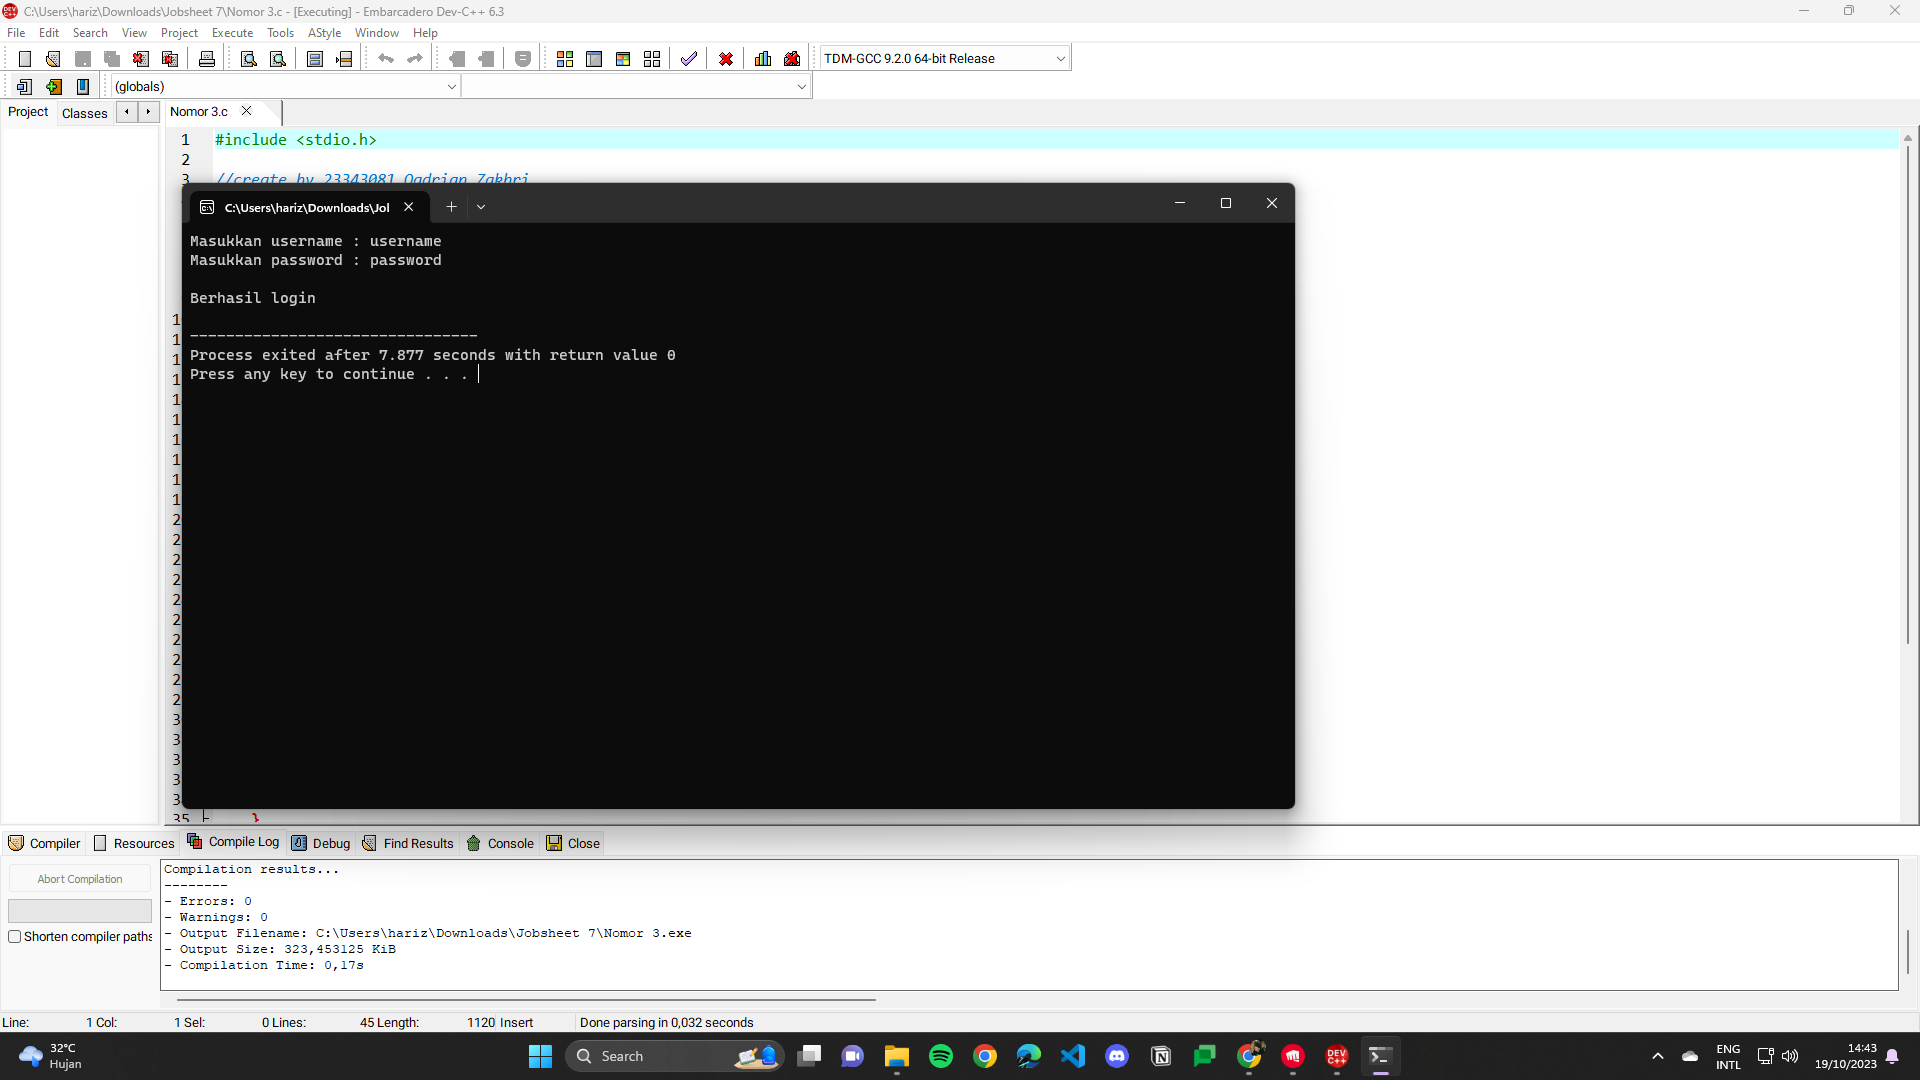 C:\Users\hariz\Downloads\Jobsheet 7\Nomor 3.c - [Executing] - Embarcadero Dev-C++ 6.3
File Edit Search View Project Execute Tools AStyle Window Help
TDM-GCC 9.2.0 64-bit Release
(globals)
Project Classes Nomor 3.c
1 #include <stdio.h>
2
3 //create by 23343081 Qadrian Zakhri
C:\Users\hariz\Downloads\Jol
Masukkan username : username
Masukkan password : password
Berhasil login
--------------------------------
Process exited after 7.877 seconds with return value 0
Press any key to continue . . .
35 }
Compiler Resources Compile Log Debug Find Results Console Close
Abort Compilation
Shorten compiler paths
Compilation results...
--------
- Errors: 0
- Warnings: 0
- Output Filename: C:\Users\hariz\Downloads\Jobsheet 7\Nomor 3.exe
- Output Size: 323,453125 KiB
- Compilation Time: 0,17s
Line: 1 Col: 1 Sel: 0 Lines: 45 Length: 1120 Insert Done parsing in 0,032 seconds
32°C
Hujan
Search
ENG
INTL
14:43
19/10/2023